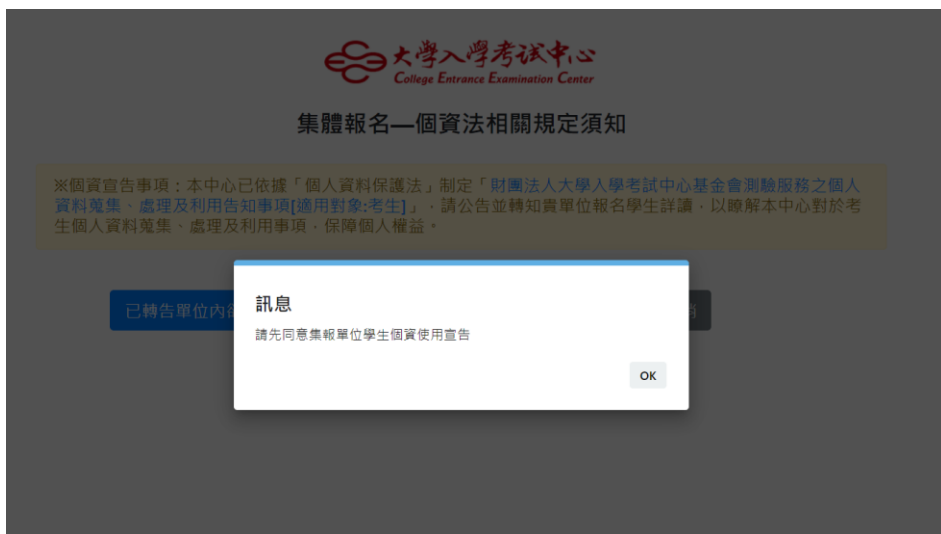 大學入學考試中心
College Entrance Examination Center
集體報名—個資法相關規定須知
※個資宣告事項：本中心已依據「個人資料保護法」制定「財團法人大學入學考試中心基金會測驗服務之個人
資料蒐集、處理及利用告知事項[適用對象:考生]」，請公告並轉知貴單位報名學生詳讀，以瞭解本中心對於考
生個人資料蒐集、處理及利用事項，保障個人權益。
已轉告單位內
訊息
請先同意集報單位學生個資使用宣告
OK